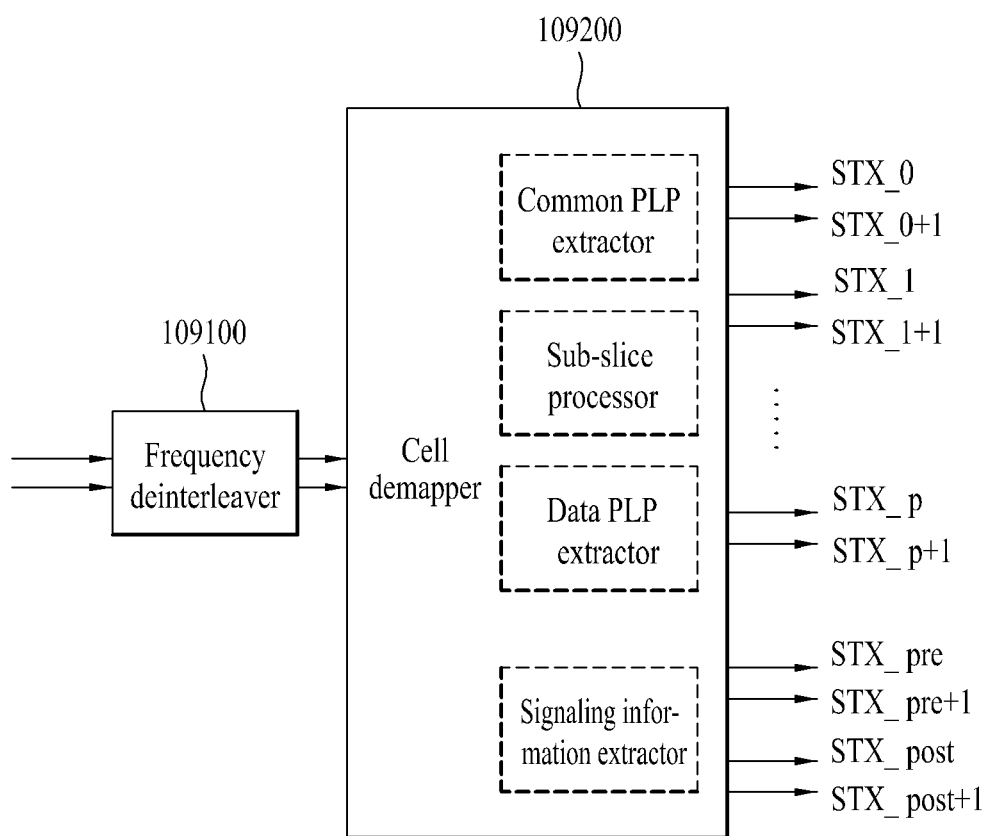 109200
Common PLP
extractor
STX_0
STX_0+1
STX_1
STX_1+1
109100
Sub-slice
processor
Frequency
deinterleaver
Cell
demapper
Data PLP
extractor
STX_ p
STX_ p+1
Signaling infor-
mation extractor
STX_ pre
STX_ pre+1
STX_ post
STX_ post+1